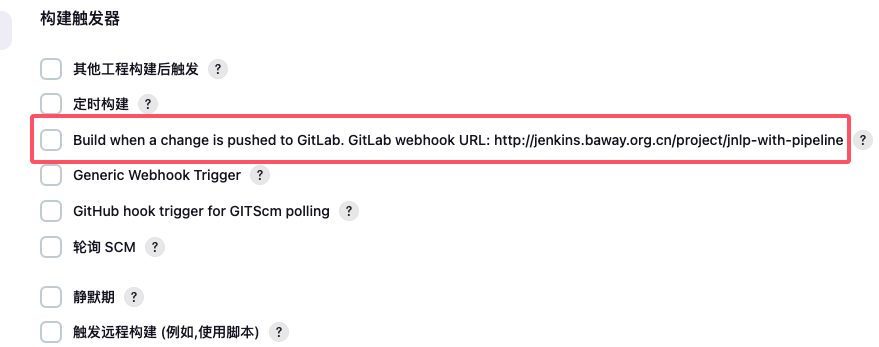 构建触发器
其他工程构建后触发 ?
定时构建 ?
Build when a change is pushed to GitLab. GitLab webhook URL: http://jenkins.baway.org.cn/project/jnlp-with-pipeline ?
Generic Webhook Trigger ?
GitHub hook trigger for GITScm polling ?
轮询 SCM ?
静默期 ?
触发远程构建 (例如,使用脚本) ?